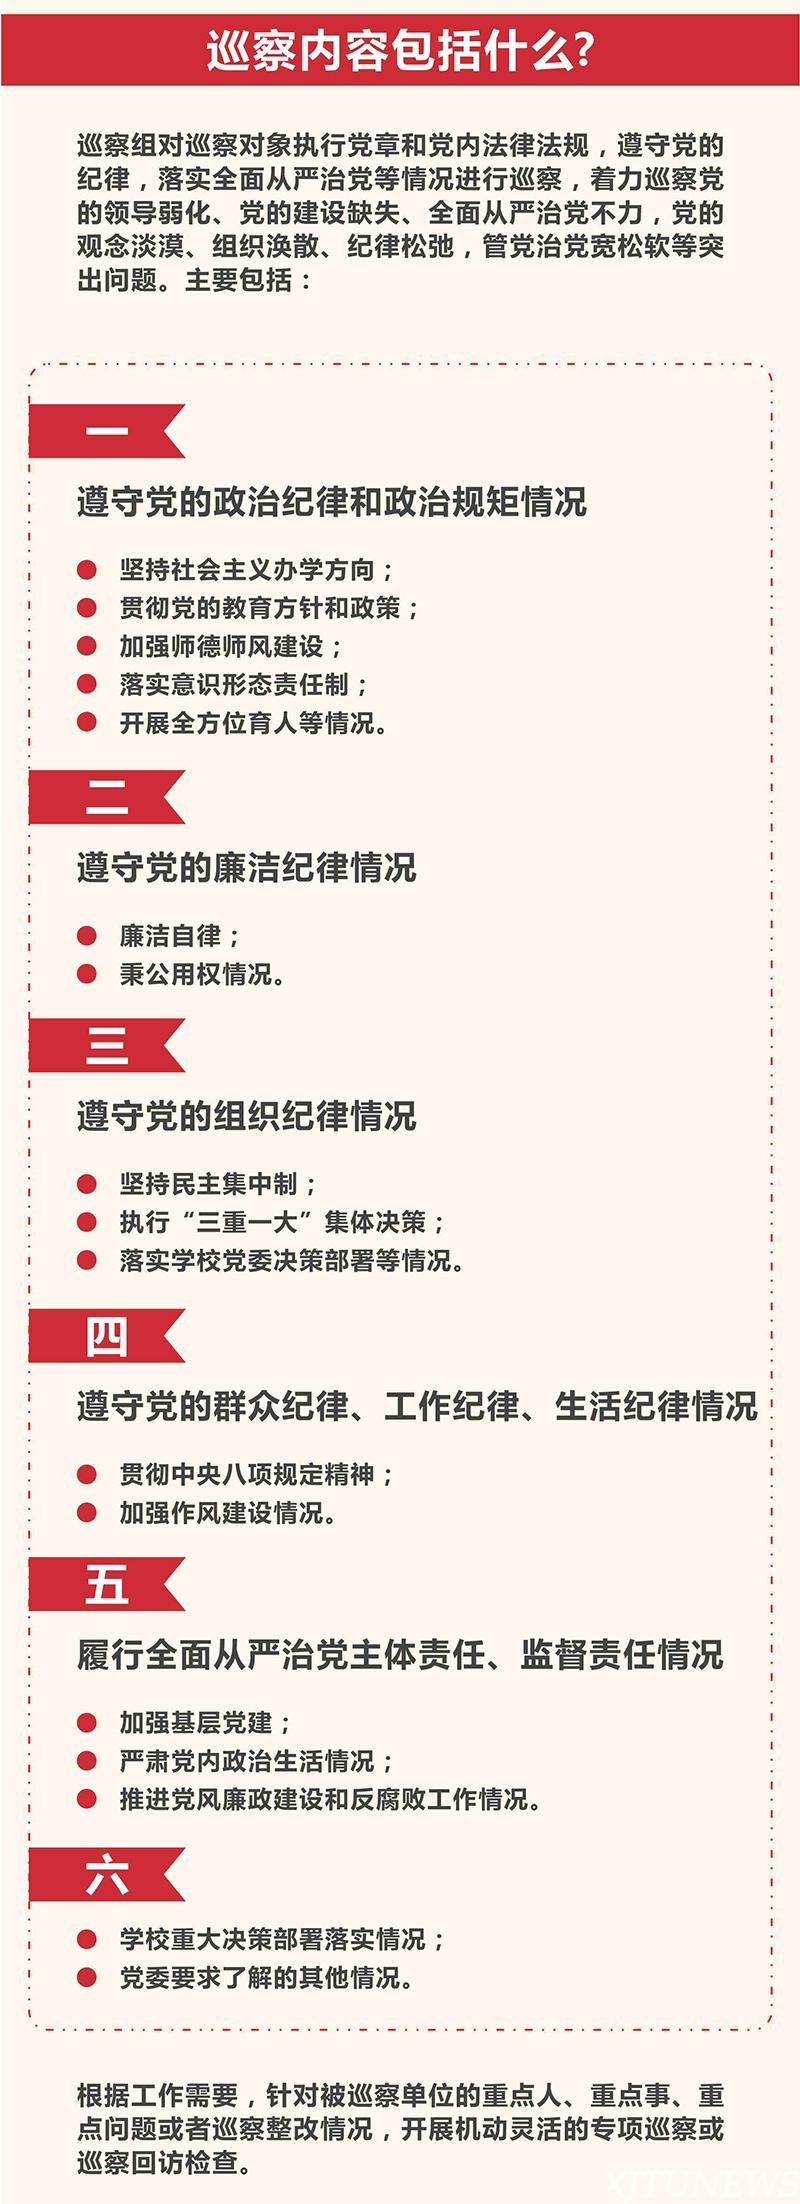 巡察内容包括什么?
巡察组对巡察对象执行党章和党内法律法规，遵守党的
纪律，落实全面从严治党等情况进行巡察，着力巡察党
的领导弱化、党的建设缺失、全面从严治党不力，党的
观念淡漠、组织涣散、纪律松弛，管党治党宽松软等突
出问题。主要包括：
一
遵守党的政治纪律和政治规矩情况
坚持社会主义办学方向；
贯彻党的教育方针和政策；
加强师德师风建设；
落实意识形态责任制；
开展全方位育人等情况。
二
遵守党的廉洁纪律情况
廉洁自律；
秉公用权情况。
三
遵守党的组织纪律情况
坚持民主集中制；
执行“三重一大”集体决策；
落实学校党委决策部署等情况。
四
遵守党的群众纪律、工作纪律、生活纪律情况
贯彻中央八项规定精神；
加强作风建设情况。
五
履行全面从严治党主体责任、监督责任情况
加强基层党建；
严肃党内政治生活情况；
推进党风廉政建设和反腐败工作情况。
六
学校重大决策部署落实情况；
党委要求了解的其他情况。
根据工作需要，针对被巡察单位的重点人、重点事、重
点问题或者巡察整改情况，开展机动灵活的专项巡察或
巡察回访检查。
XJTUNEWS